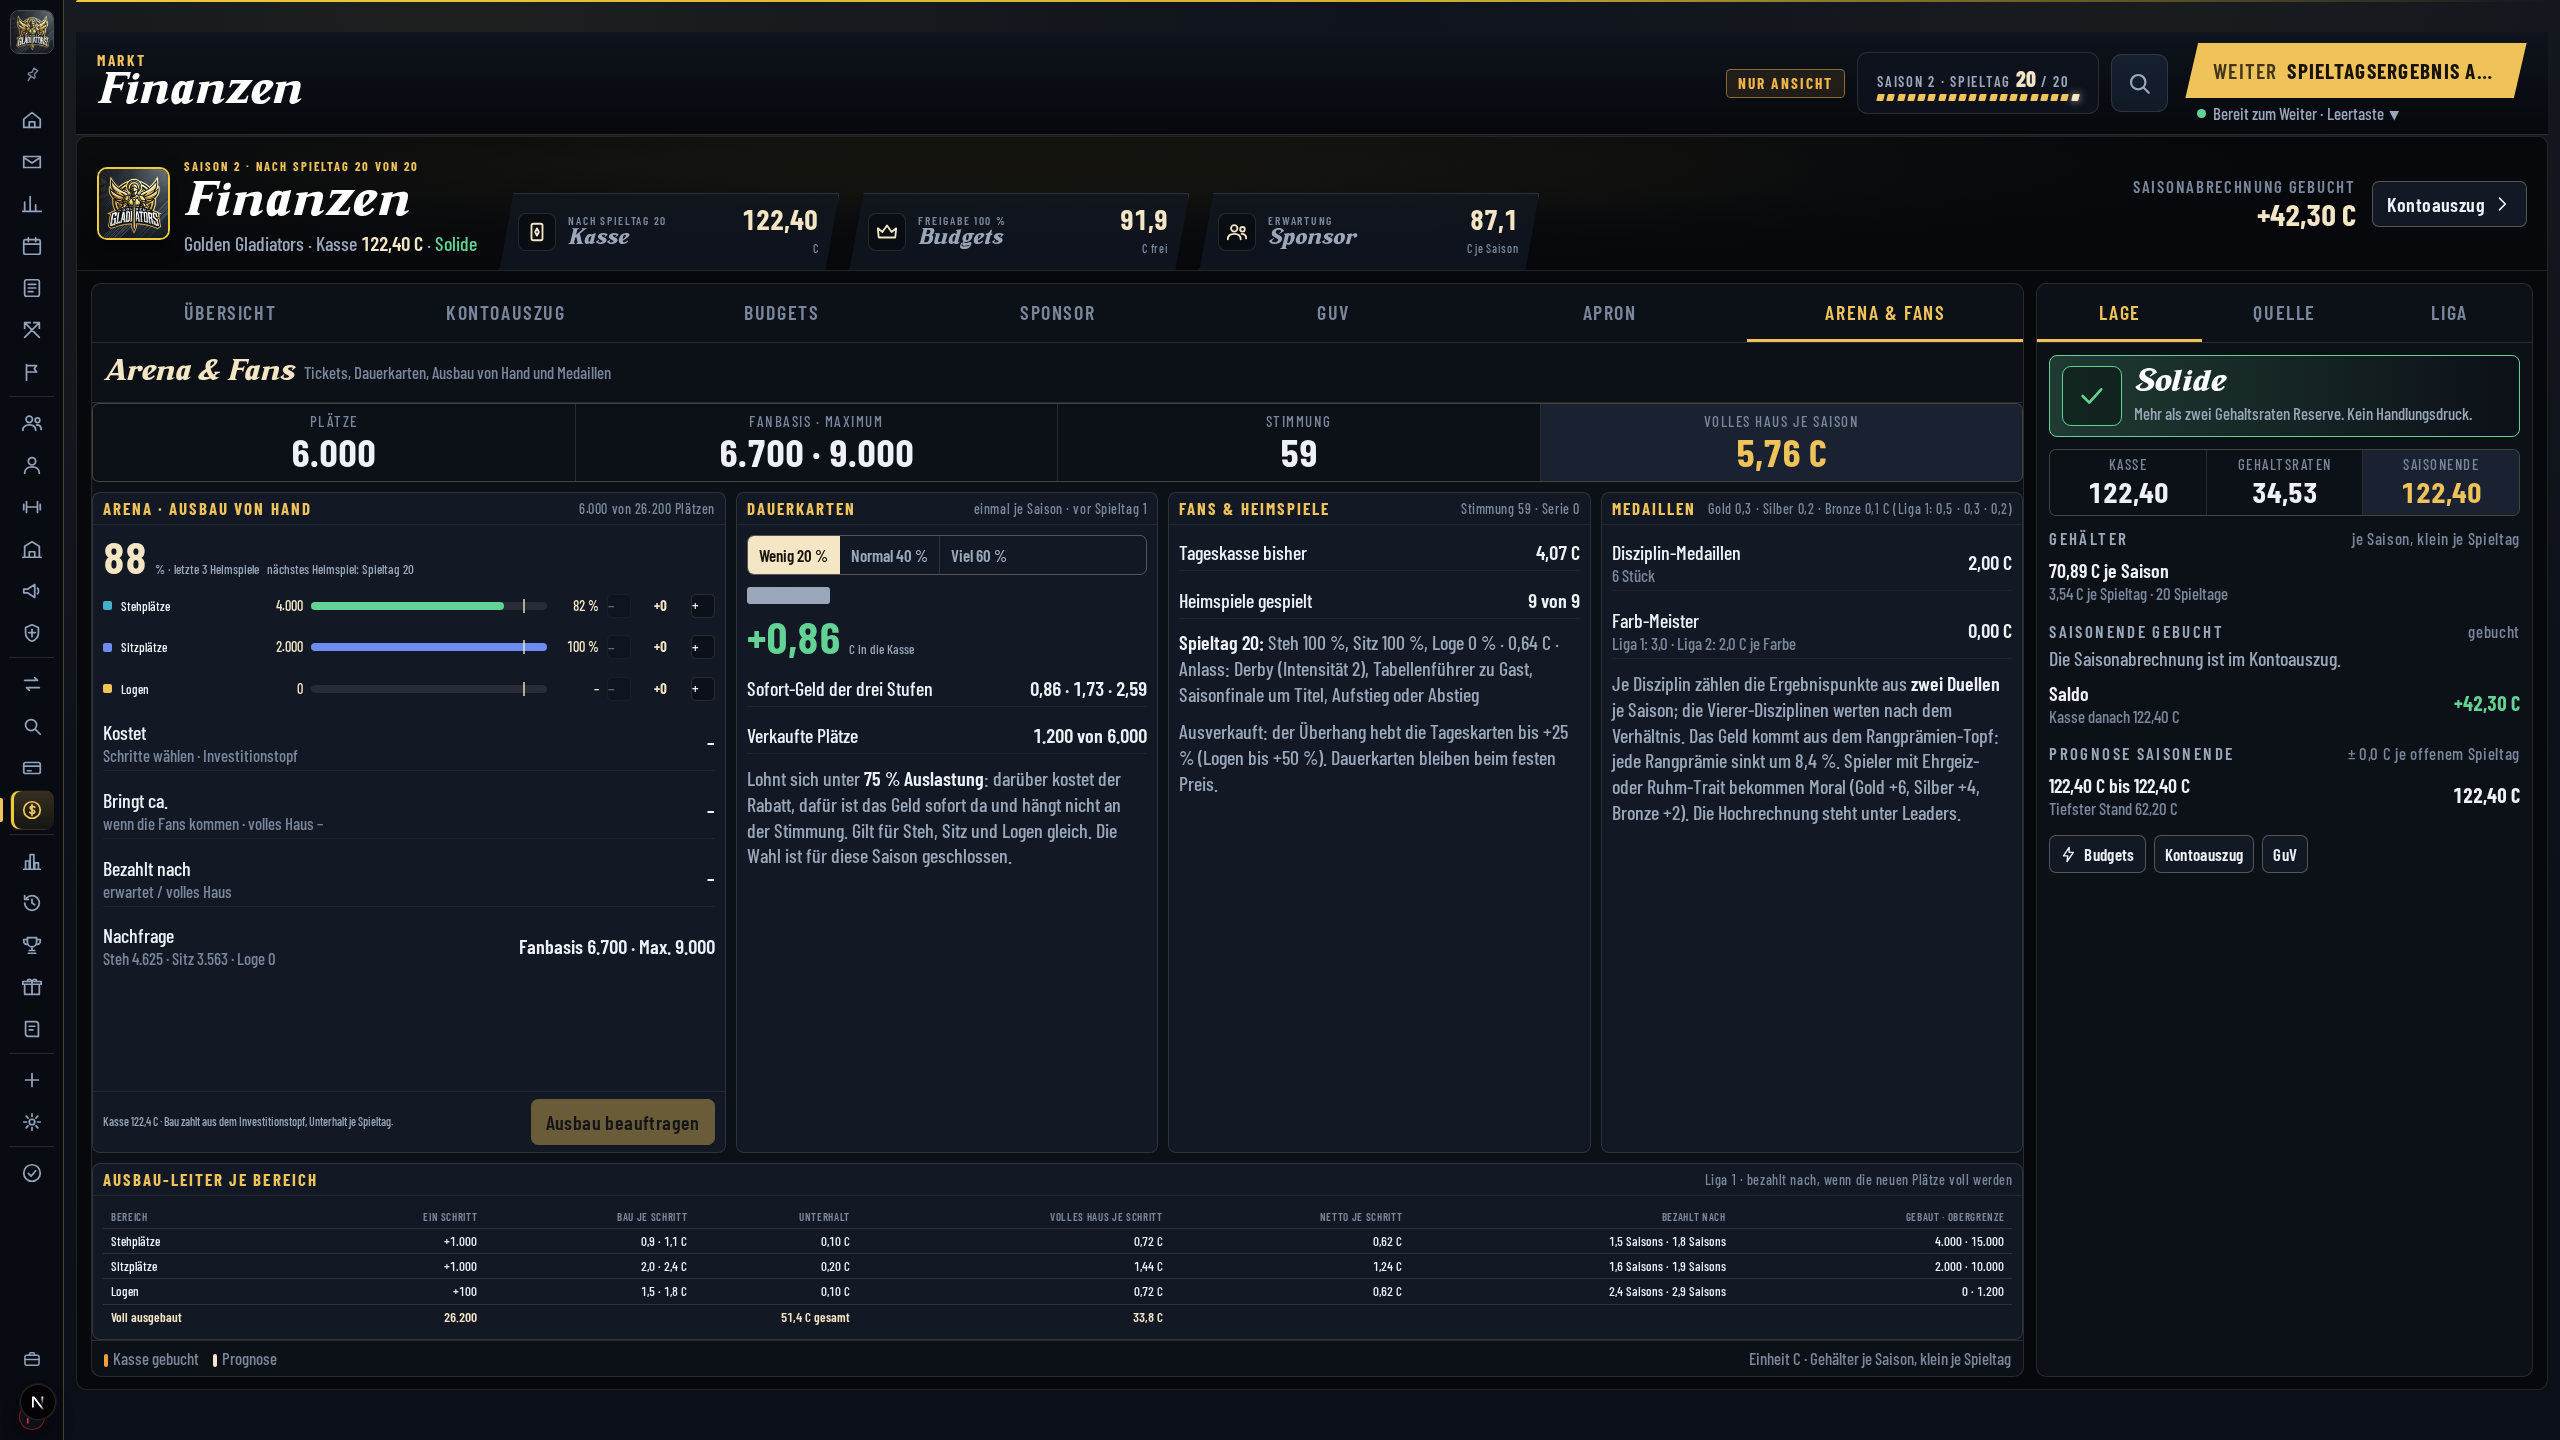 MARKT
Finanzen
NUR ANSICHT
SAISON 2 · SPIELTAG 20 / 20
WEITER SPIELTAGSERGEBNIS A...
Bereit zum Weiter · Leertaste ▼
GLADIATORS
SAISON 2 · NACH SPIELTAG 20 VON 20
Finanzen
Golden Gladiators · Kasse 122,40 C · Solide
NACH SPIELTAG 20
Kasse
122,40
C
FREIGABE 100 %
Budgets
91,9
C frei
ERWARTUNG
Sponsor
87,1
C je Saison
SAISONABRECHNUNG GEBUCHT
+42,30 C
Kontoauszug
ÜBERSICHT
KONTOAUSZUG
BUDGETS
SPONSOR
GUV
APRON
ARENA & FANS
Arena & Fans Tickets, Dauerkarten, Ausbau von Hand und Medaillen
PLÄTZE
6.000
FANBASIS · MAXIMUM
6.700 · 9.000
STIMMUNG
59
VOLLES HAUS JE SAISON
5,76 C
ARENA · AUSBAU VON HAND
6.000 von 26.200 Plätzen
88 % · letzte 3 Heimspiele nächstes Heimspiel: Spieltag 20
Stehplätze 4.000 82 % – +0 +
Sitzplätze 2.000 100 % – +0 +
Logen 0 – – +0 +
Kostet
Schritte wählen · Investitionstopf
–
Bringt ca.
wenn die Fans kommen · volles Haus –
–
Bezahlt nach
erwartet / volles Haus
–
Nachfrage
Steh 4.625 · Sitz 3.563 · Loge 0
Fanbasis 6.700 · Max. 9.000
Kasse 122,4 C · Bau zahlt aus dem Investitionstopf, Unterhalt je Spieltag.
Ausbau beauftragen
DAUERKARTEN
einmal je Saison · vor Spieltag 1
Wenig 20 % Normal 40 % Viel 60 %
+0,86 C in die Kasse
Sofort-Geld der drei Stufen 0,86 · 1,73 · 2,59
Verkaufte Plätze 1.200 von 6.000
Lohnt sich unter 75 % Auslastung: darüber kostet der
Rabatt, dafür ist das Geld sofort da und hängt nicht an
der Stimmung. Gilt für Steh, Sitz und Logen gleich. Die
Wahl ist für diese Saison geschlossen.
FANS & HEIMSPIELE
Stimmung 59 · Serie 0
Tageskasse bisher 4,07 C
Heimspiele gespielt 9 von 9
Spieltag 20: Steh 100 %, Sitz 100 %, Loge 0 % · 0,64 C ·
Anlass: Derby (Intensität 2), Tabellenführer zu Gast,
Saisonfinale um Titel, Aufstieg oder Abstieg
Ausverkauft: der Überhang hebt die Tageskarten bis +25
% (Logen bis +50 %). Dauerkarten bleiben beim festen
Preis.
MEDAILLEN
Gold 0,3 · Silber 0,2 · Bronze 0,1 C (Liga 1: 0,5 · 0,3 · 0,2)
Disziplin-Medaillen
6 Stück
2,00 C
Farb-Meister
Liga 1: 3,0 · Liga 2: 2,0 C je Farbe
0,00 C
Je Disziplin zählen die Ergebnispunkte aus zwei Duellen
je Saison; die Vierer-Disziplinen werten nach dem
Verhältnis. Das Geld kommt aus dem Rangprämien-Topf:
jede Rangprämie sinkt um 8,4 %. Spieler mit Ehrgeiz-
oder Ruhm-Trait bekommen Moral (Gold +6, Silber +4,
Bronze +2). Die Hochrechnung steht unter Leaders.
AUSBAU-LEITER JE BEREICH
Liga 1 · bezahlt nach, wenn die neuen Plätze voll werden
BEREICH EIN SCHRITT BAU JE SCHRITT UNTERHALT VOLLES HAUS JE SCHRITT NETTO JE SCHRITT BEZAHLT NACH GEBAUT · OBERGRENZE
Stehplätze +1.000 0,9 · 1,1 C 0,10 C 0,72 C 0,62 C 1,5 Saisons · 1,8 Saisons 4.000 · 15.000
Sitzplätze +1.000 2,0 · 2,4 C 0,20 C 1,44 C 1,24 C 1,6 Saisons · 1,9 Saisons 2.000 · 10.000
Logen +100 1,5 · 1,8 C 0,10 C 0,72 C 0,62 C 2,4 Saisons · 2,9 Saisons 0 · 1.200
Voll ausgebaut 26.200 51,4 C gesamt 33,8 C
Kasse gebucht Prognose
Einheit C · Gehälter je Saison, klein je Spieltag
LAGE
QUELLE
LIGA
Solide
Mehr als zwei Gehaltsraten Reserve. Kein Handlungsdruck.
KASSE
122,40
GEHALTSRATEN
34,53
SAISONENDE
122,40
GEHÄLTER
je Saison, klein je Spieltag
70,89 C je Saison
3,54 C je Spieltag · 20 Spieltage
SAISONENDE GEBUCHT
gebucht
Die Saisonabrechnung ist im Kontoauszug.
Saldo
Kasse danach 122,40 C
+42,30 C
PROGNOSE SAISONENDE
± 0,0 C je offenem Spieltag
122,40 C bis 122,40 C
Tiefster Stand 62,20 C
122,40 C
Budgets
Kontoauszug
GuV
N